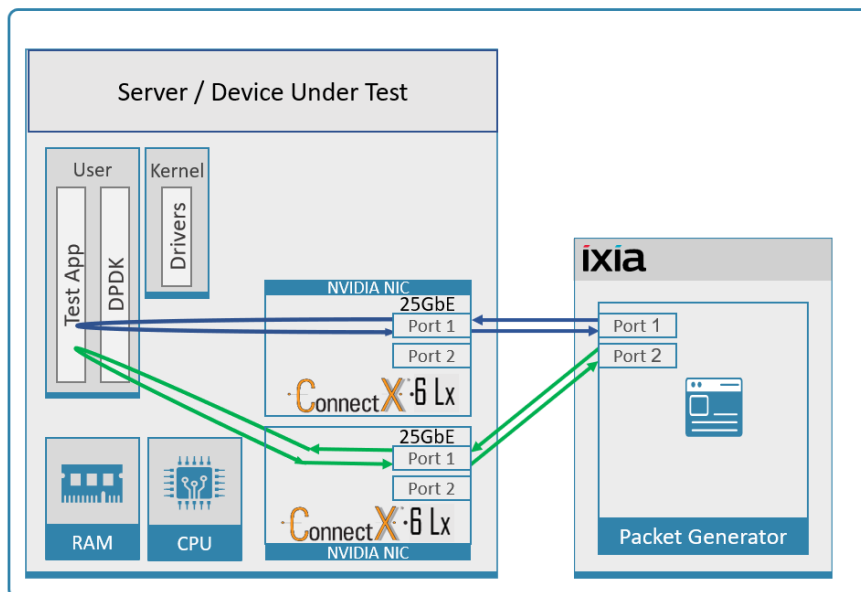 Server / Device Under Test
User
Kernel
Test App
DPDK
Drivers
NVIDIA NIC
25GbE
Port 1
Port 2
ConnectX·6 Lx
25GbE
Port 1
Port 2
ConnectX·6 Lx
NVIDIA NIC
RAM
CPU
ixia
Port 1
Port 2
Packet Generator